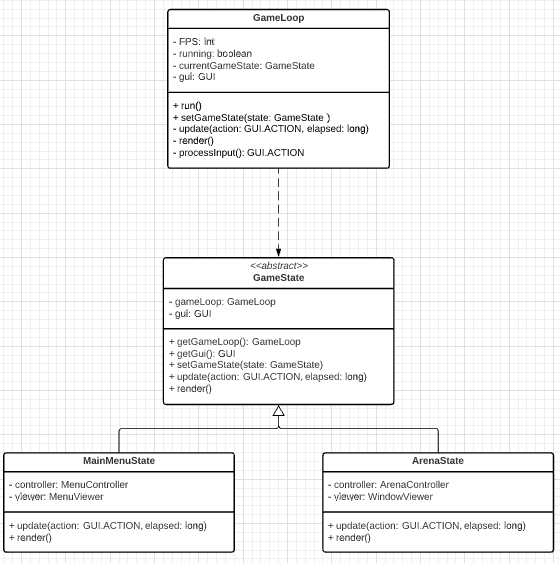 GameLoop
- FPS: int
- running: boolean
- currentGameState: GameState
- gui: GUI
+ run()
+ setGameState(state: GameState )
- update(action: GUI.ACTION, elapsed: long)
- render()
- processInput(): GUI.ACTION
<<abstract>>
GameState
- gameLoop: GameLoop
- gui: GUI
+ getGameLoop(): GameLoop
+ getGui(): GUI
+ setGameState(state: GameState)
+ update(action: GUI.ACTION, elapsed: long)
+ render()
MainMenuState
- controller: MenuController
- viewer: MenuViewer
+ update(action: GUI.ACTION, elapsed: long)
+ render()
ArenaState
- controller: ArenaController
- viewer: WindowViewer
+ update(action: GUI.ACTION, elapsed: long)
+ render()